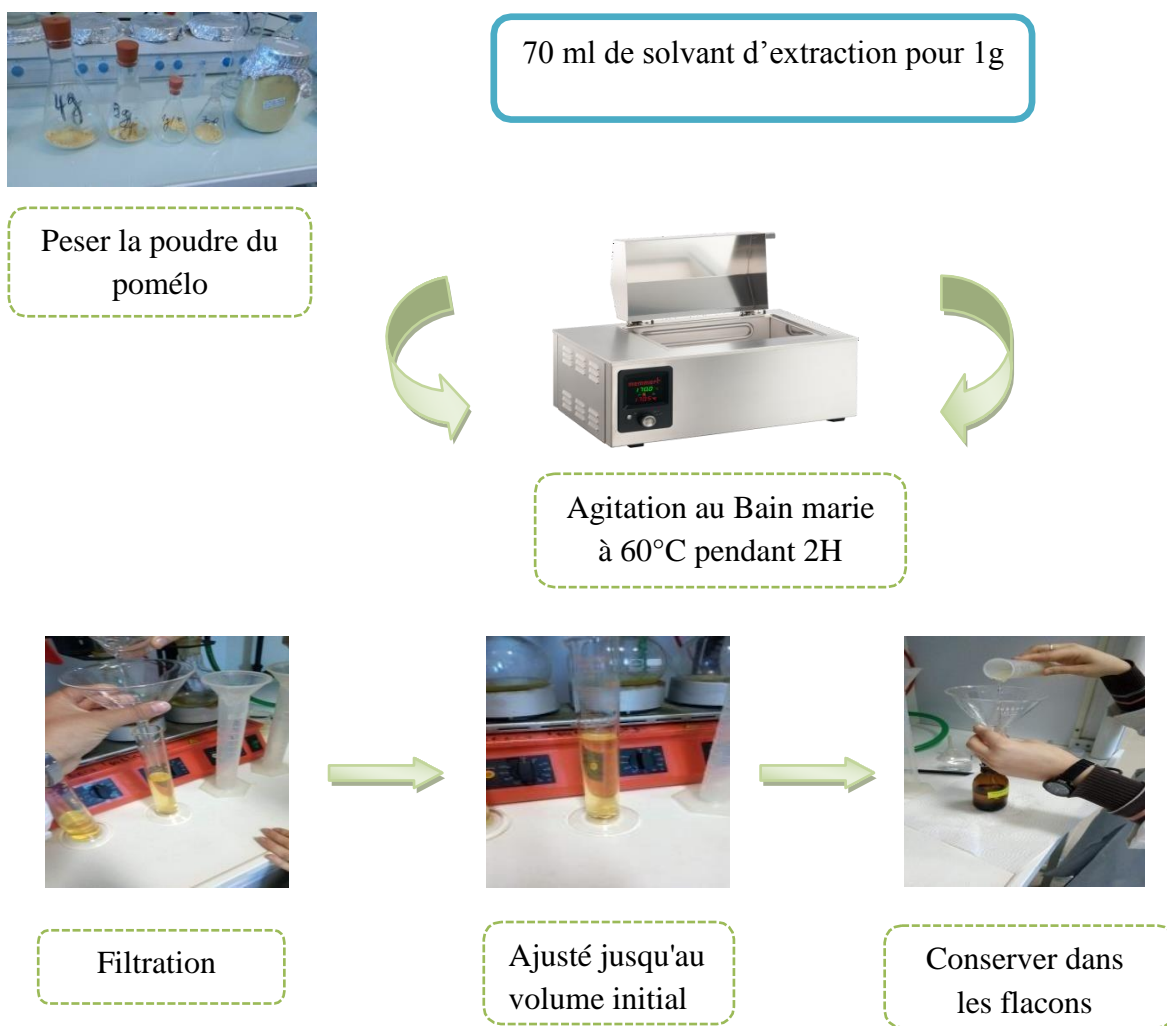 70 ml de solvant d'extraction pour 1g
4g
Peser la poudre du
pomélo
Agitation au Bain marie
à 60°C pendant 2H
Filtration
Ajusté jusqu'au
volume initial
Conserver dans
les flacons